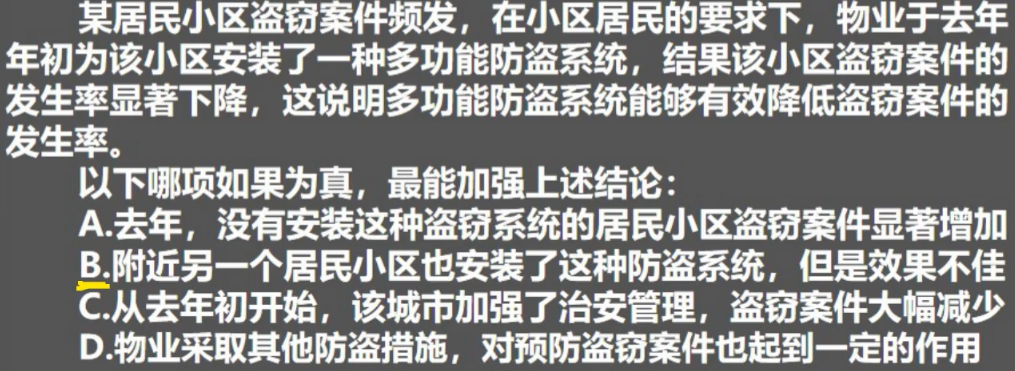 某居民小区盗窃案件频发，在小区居民的要求下，物业于去年
年初为该小区安装了一种多功能防盗系统，结果该小区盗窃案件的
发生率显著下降，这说明多功能防盗系统能够有效降低盗窃案件的
发生率。
以下哪项如果为真，最能加强上述结论：
A.去年，没有安装这种盗窃系统的居民小区盗窃案件显著增加
B.附近另一个居民小区也安装了这种防盗系统，但是效果不佳
C.从去年初开始，该城市加强了治安管理，盗窃案件大幅减少
D.物业采取其他防盗措施，对预防盗窃案件也起到一定的作用